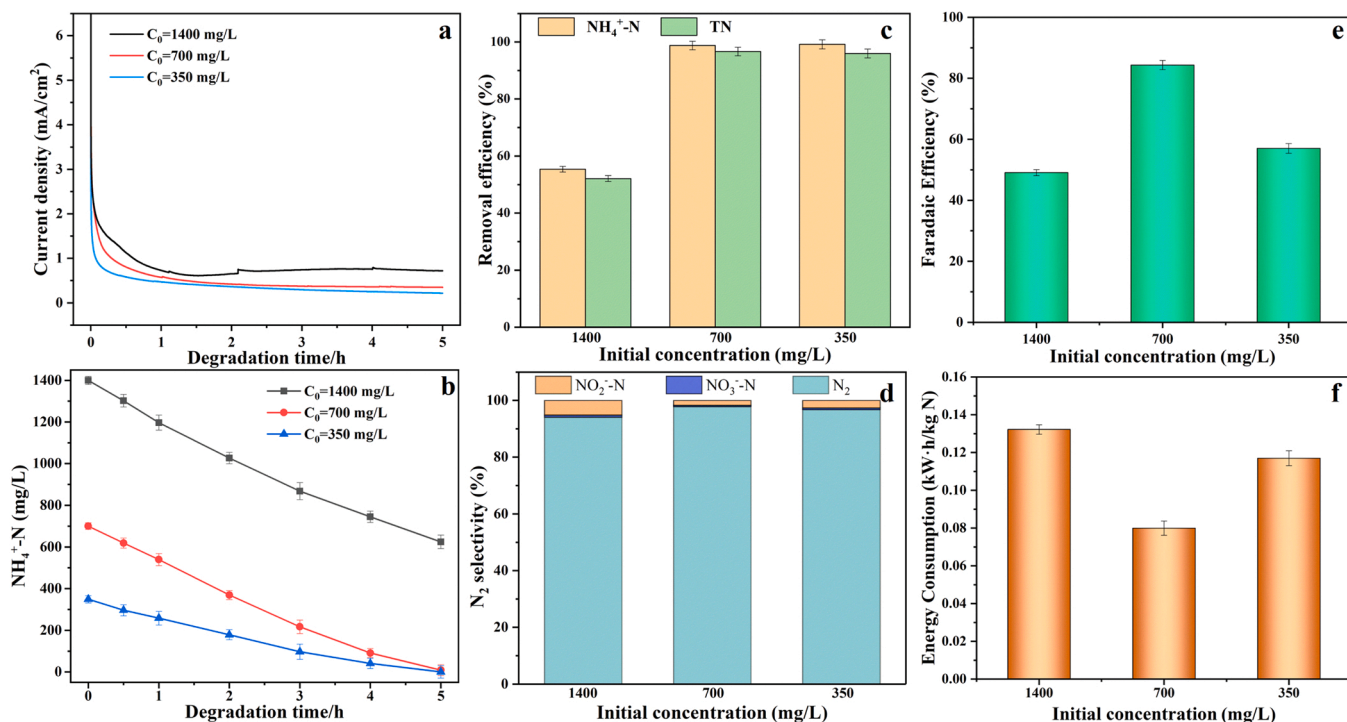 a
C₀=1400 mg/L
C₀=700 mg/L
C₀=350 mg/L
Current density (mA/cm²)
6
5
4
3
2
1
0
0 1 2 3 4 5
Degradation time/h
b
C₀=1400 mg/L
C₀=700 mg/L
C₀=350 mg/L
NH₄⁺-N (mg/L)
1400
1200
1000
800
600
400
200
0
0 1 2 3 4 5
Degradation time/h
c
NH₄⁺-N TN
Removal efficiency (%)
100
80
60
40
20
0
1400 700 350
Initial concentration (mg/L)
d
NO₂⁻-N NO₃⁻-N N₂
N₂ selectivity (%)
100
80
60
40
20
0
1400 700 350
Initial concentration (mg/L)
e
Faradaic Efficiency (%)
100
80
60
40
20
0
1400 700 350
Initial concentration (mg/L)
f
Energy Consumption (kW·h/kg N)
0.16
0.14
0.12
0.10
0.08
0.06
0.04
0.02
0.00
1400 700 350
Initial concentration (mg/L)